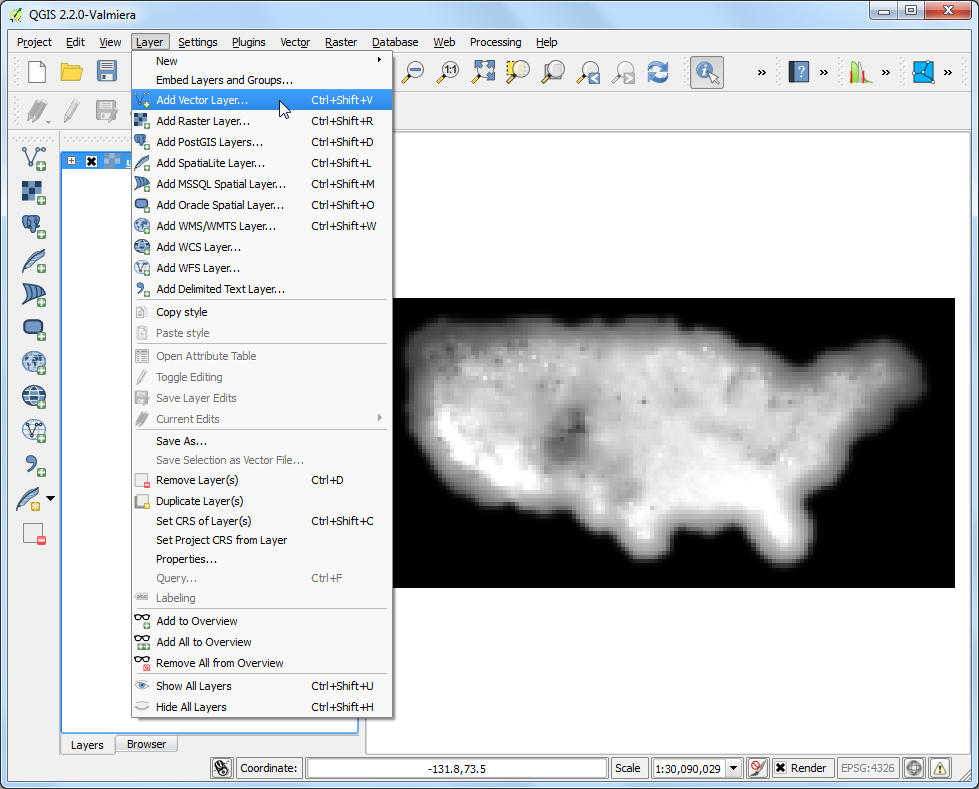 QGIS 2.2.0-Valmiera
Project Edit View Layer Settings Plugins Vector Raster Database Web Processing Help
1:1
»
?
»
»
»
New
Embed Layers and Groups...
Add Vector Layer... Ctrl+Shift+V
Add Raster Layer... Ctrl+Shift+R
Add PostGIS Layers... Ctrl+Shift+D
Add SpatiaLite Layer... Ctrl+Shift+L
Add MSSQL Spatial Layer... Ctrl+Shift+M
Add Oracle Spatial Layer... Ctrl+Shift+O
Add WMS/WMTS Layer... Ctrl+Shift+W
Add WCS Layer...
Add WFS Layer...
Add Delimited Text Layer...
Copy style
Paste style
Open Attribute Table
Toggle Editing
Save Layer Edits
Current Edits
Save As...
Save Selection as Vector File...
Remove Layer(s) Ctrl+D
Duplicate Layer(s)
Set CRS of Layer(s) Ctrl+Shift+C
Set Project CRS from Layer
Properties...
Query... Ctrl+F
abc Labeling
Add to Overview
Add All to Overview
Remove All from Overview
Show All Layers Ctrl+Shift+U
Hide All Layers Ctrl+Shift+H
Layers Browser
Coordinate: -131.8,73.5 Scale 1:30,090,029 Render EPSG:4326